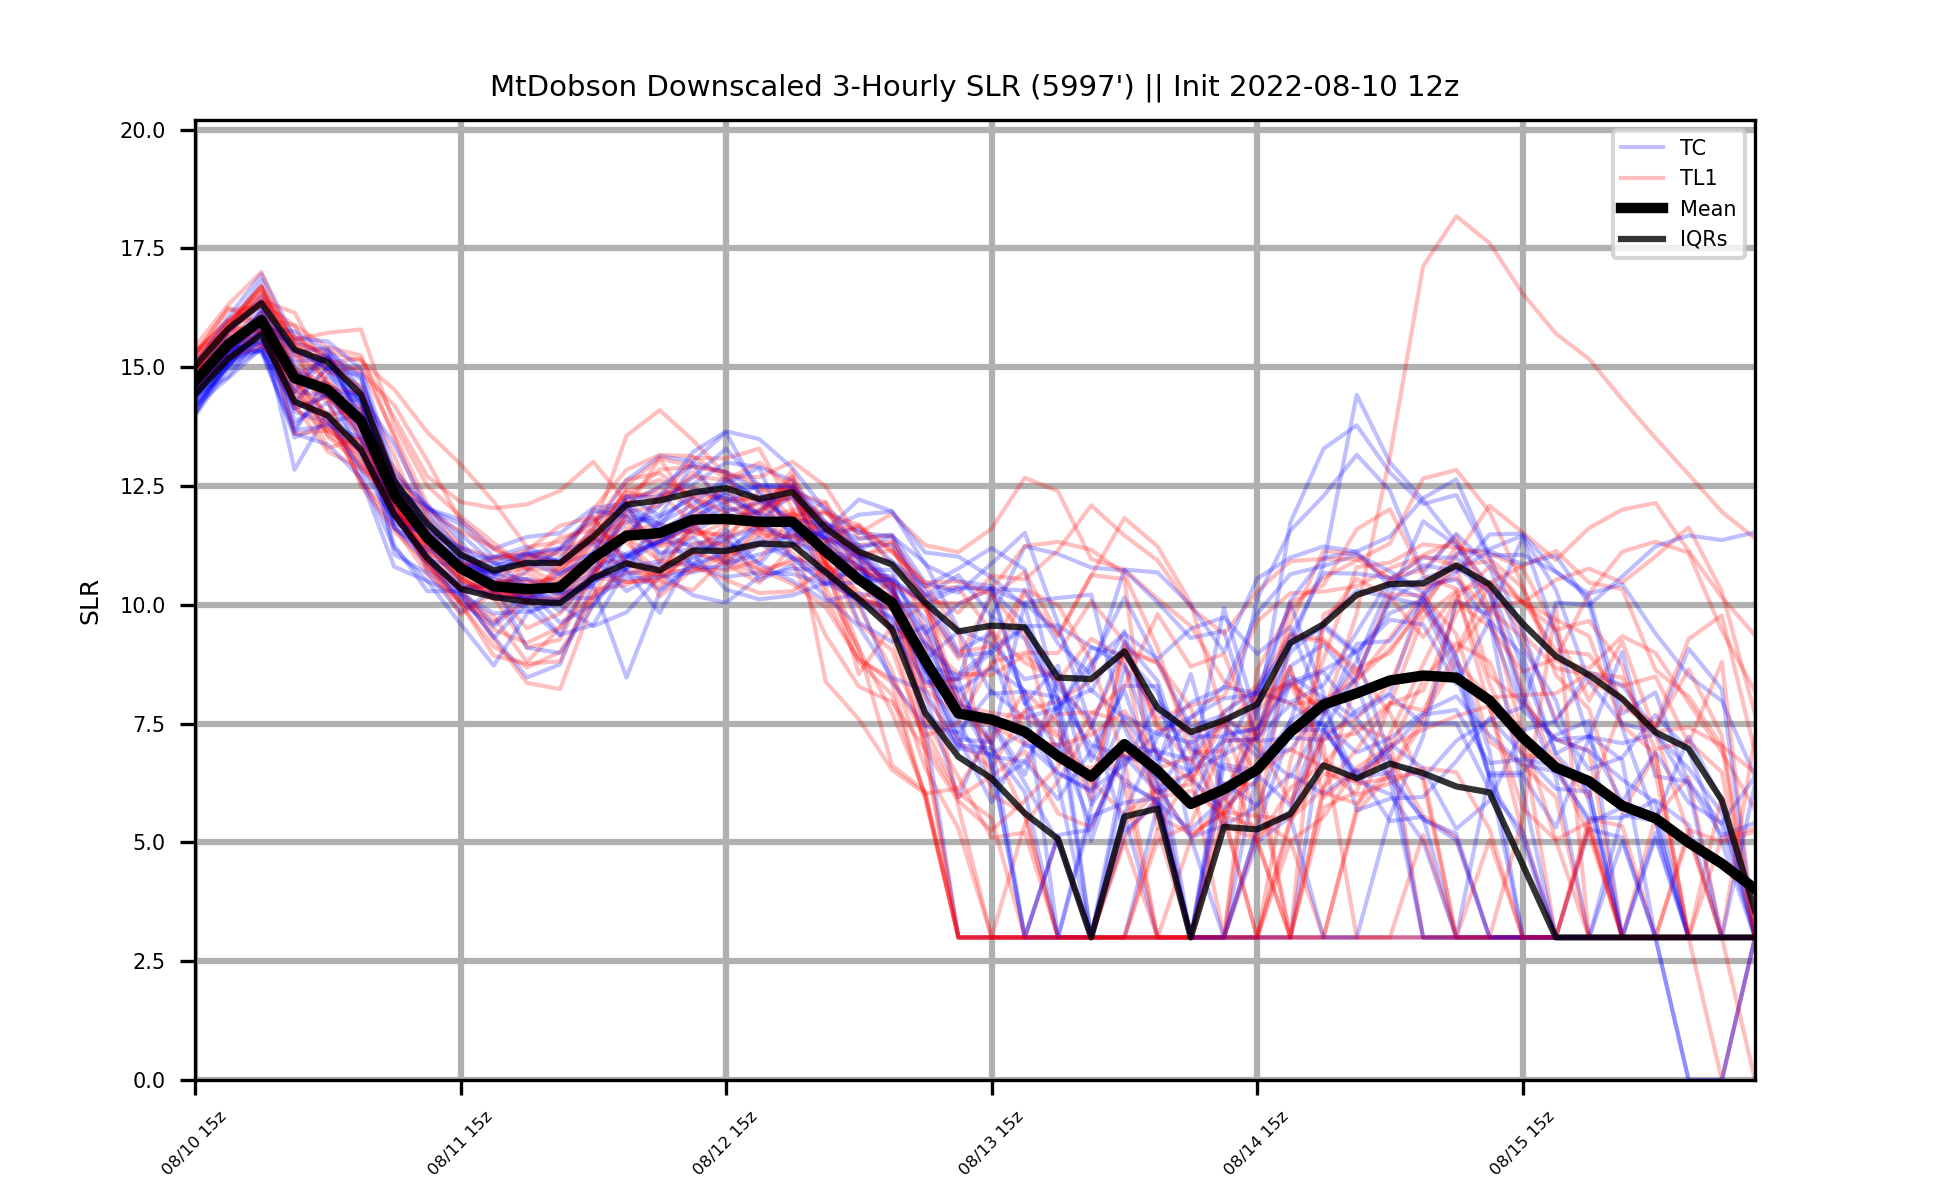 MtDobson Downscaled 3-Hourly SLR (5997') || Init 2022-08-10 12z
20.0
17.5
15.0
12.5
10.0
7.5
5.0
2.5
0.0
SLR
TC
TL1
Mean
IQRs
08/10 15z
08/11 15z
08/12 15z
08/13 15z
08/14 15z
08/15 15z